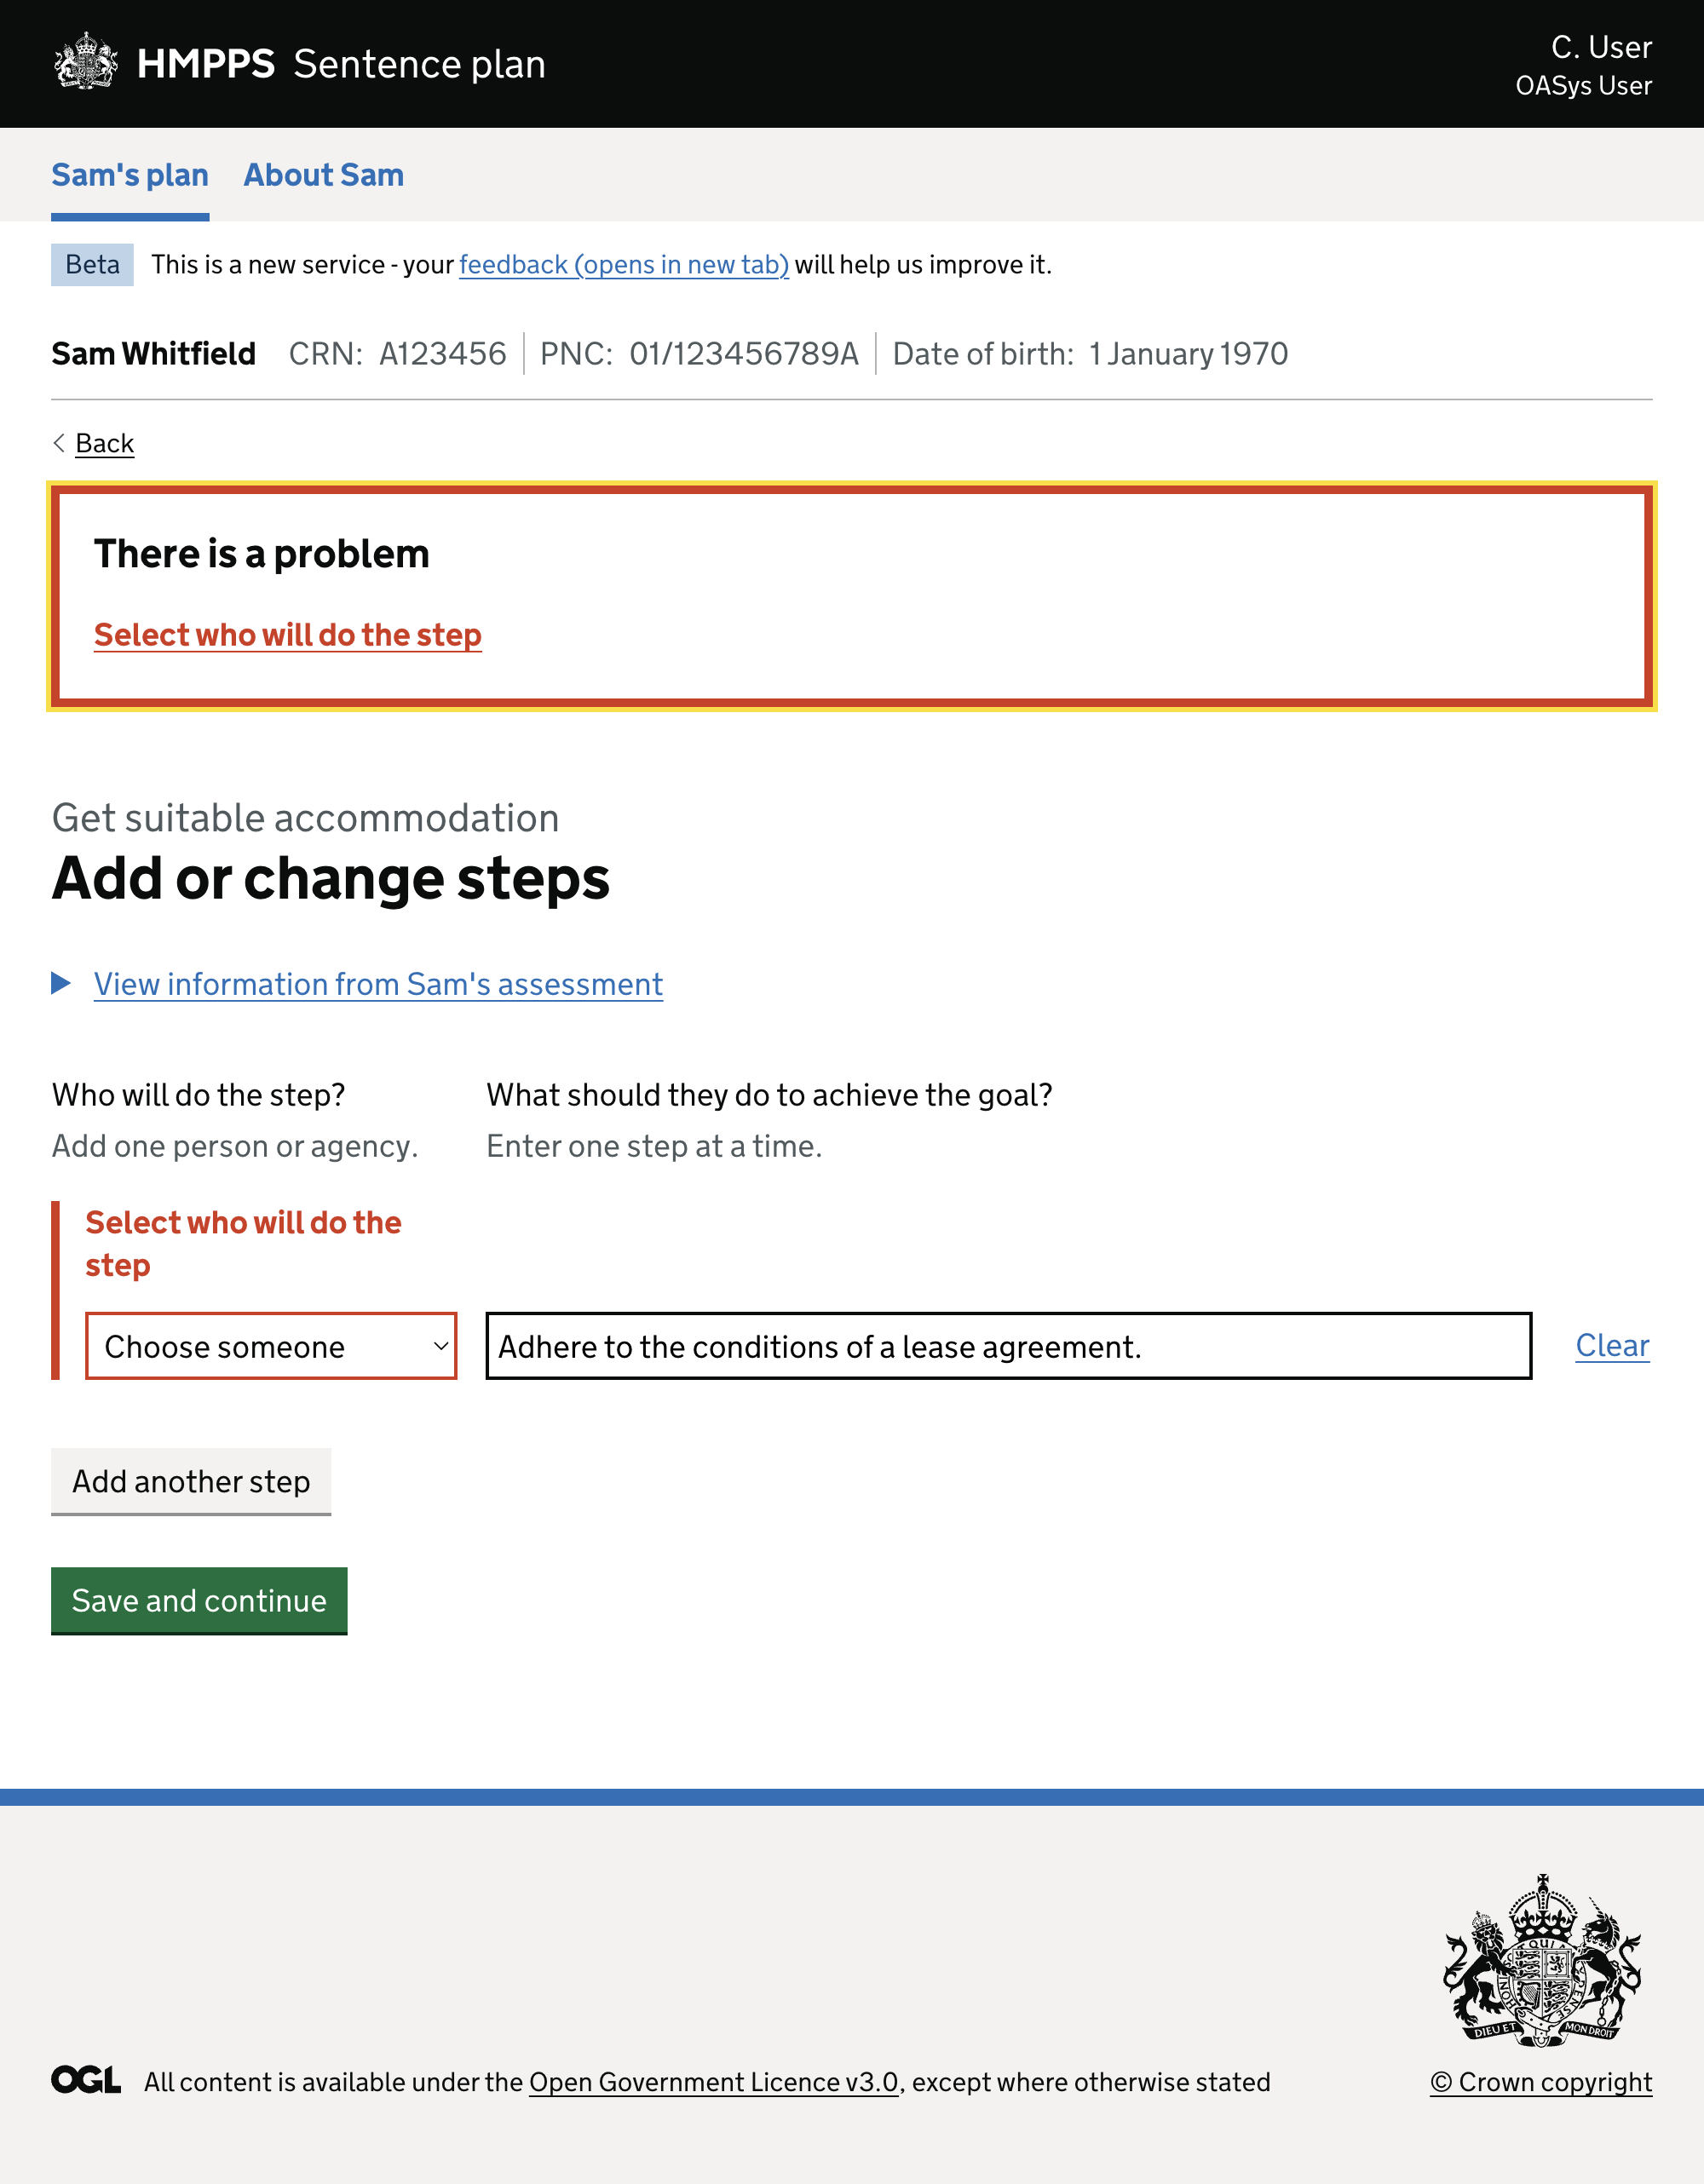 HMPPS Sentence plan
C. User
OASys User
Sam's plan About Sam
Beta This is a new service - your feedback (opens in new tab) will help us improve it.
Sam Whitfield CRN: A123456 PNC: 01/123456789A Date of birth: 1 January 1970
Back
There is a problem
Select who will do the step
Get suitable accommodation
Add or change steps
View information from Sam's assessment
Who will do the step? What should they do to achieve the goal?
Add one person or agency. Enter one step at a time.
Select who will do the
step
Choose someone Adhere to the conditions of a lease agreement. Clear
Add another step
Save and continue
DIEU ET MON DROIT
OGL All content is available under the Open Government Licence v3.0, except where otherwise stated
© Crown copyright